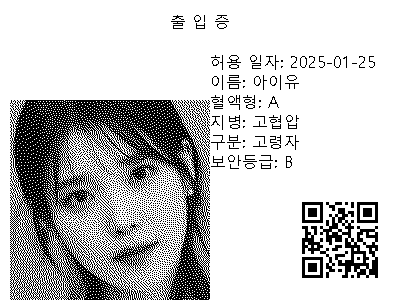 출 입 증
허용 일자: 2025-01-25
이름: 아이유
혈액형: A
지병: 고협압
구분: 고령자
보안등급: B